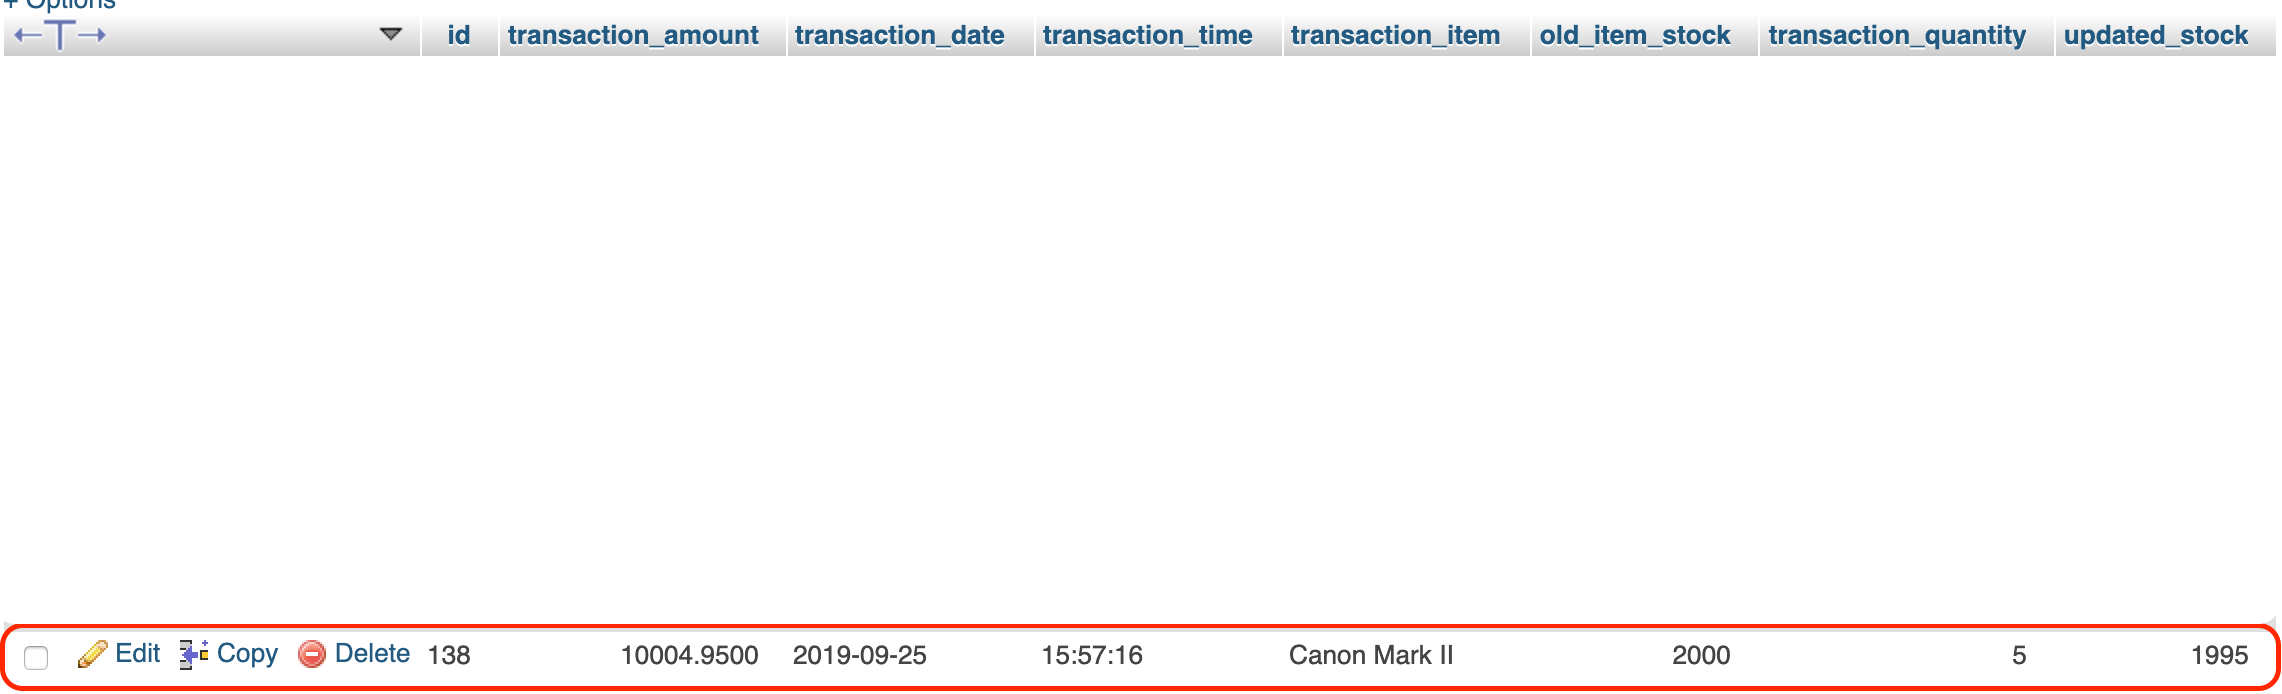 + Options
←T→ id transaction_amount transaction_date transaction_time transaction_item old_item_stock transaction_quantity updated_stock
Edit Copy Delete 138 10004.9500 2019-09-25 15:57:16 Canon Mark II 2000 5 1995